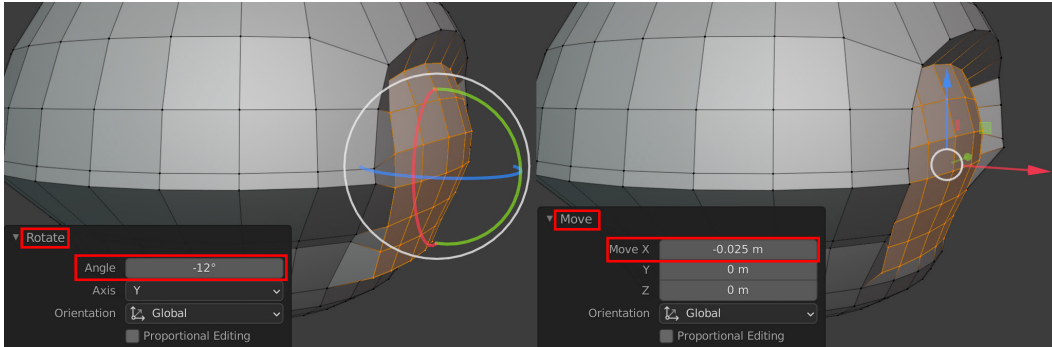 Rotate
Angle -12°
Axis Y
Orientation Global
Proportional Editing
Move
Move X -0.025 m
Y 0 m
Z 0 m
Orientation Global
Proportional Editing